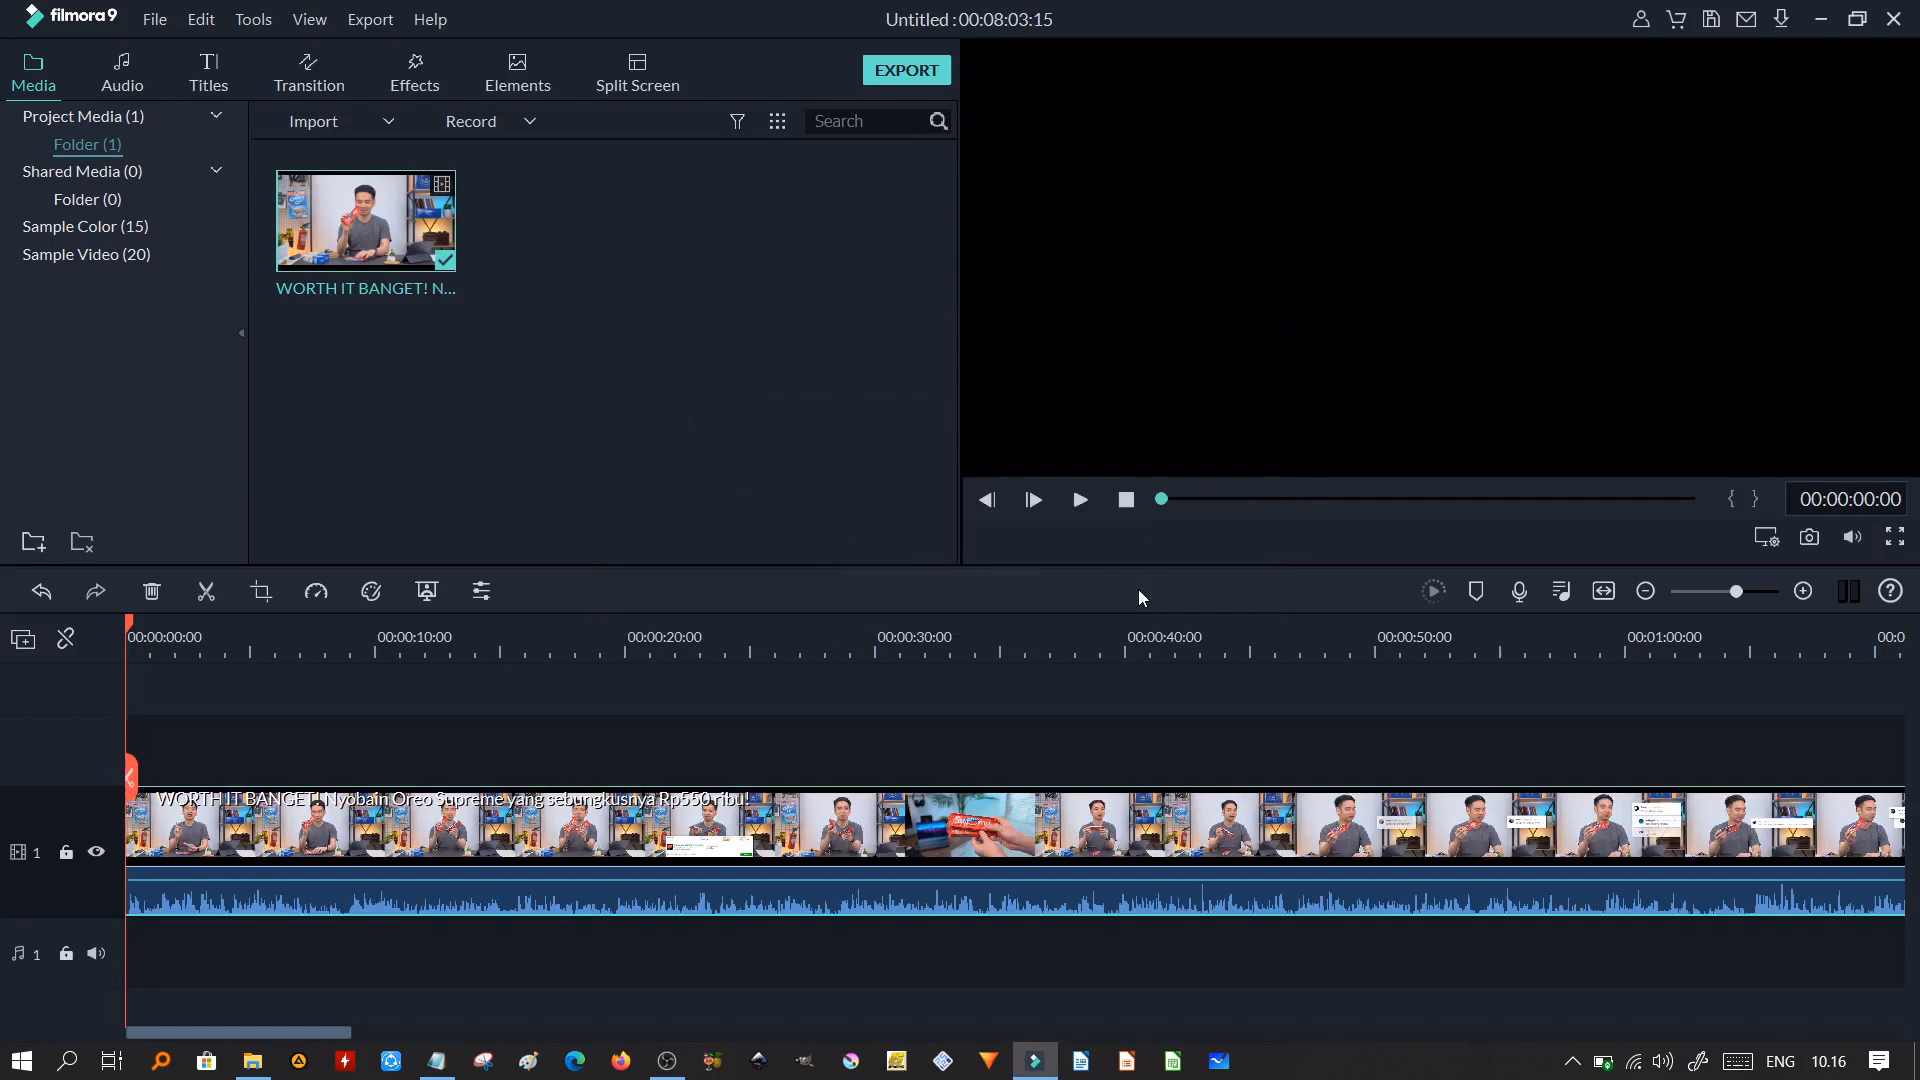 filmora9 File Edit Tools View Export Help Untitled : 00:08:03:15
Media Audio Titles Transition Effects Elements Split Screen EXPORT
Project Media (1) Import Record Search
Folder (1)
Shared Media (0)
Folder (0)
Sample Color (15)
Sample Video (20)
WORTH IT BANGET! N...
00:00:00:00
00:00:00:00 00:00:10:00 00:00:20:00 00:00:30:00 00:00:40:00 00:00:50:00 00:01:00:00 00:0
WORTH IT BANGET! Nyobain Oreo Supreme yang sebungkusnya Rp550 ribu!
1
1
ENG 10.16